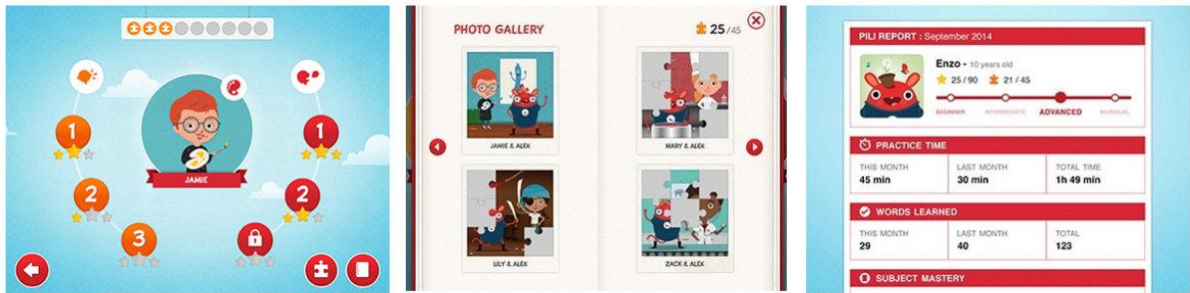 1
1
JAMIE
2
2
3
PHOTO GALLERY
25/45
JAMIE & ALEX
MARY & ALEX
LILY & ALEX
ZACK & ALEX
PILI REPORT : September 2014
Enzo - 10 years old
25 / 90 21 / 45
BEGINNER INTERMEDIATE ADVANCED BILINGUAL
PRACTICE TIME
THIS MONTH LAST MONTH TOTAL TIME
45 min 30 min 1h 49 min
WORDS LEARNED
THIS MONTH LAST MONTH TOTAL
29 40 123
SUBJECT MASTERY